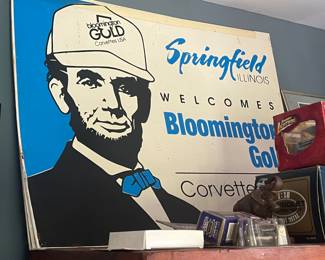 bloomington
GOLD
Corvettes USA
Springfield
ILLINOIS
WELCOMES
Bloomington
Gol
Corvette